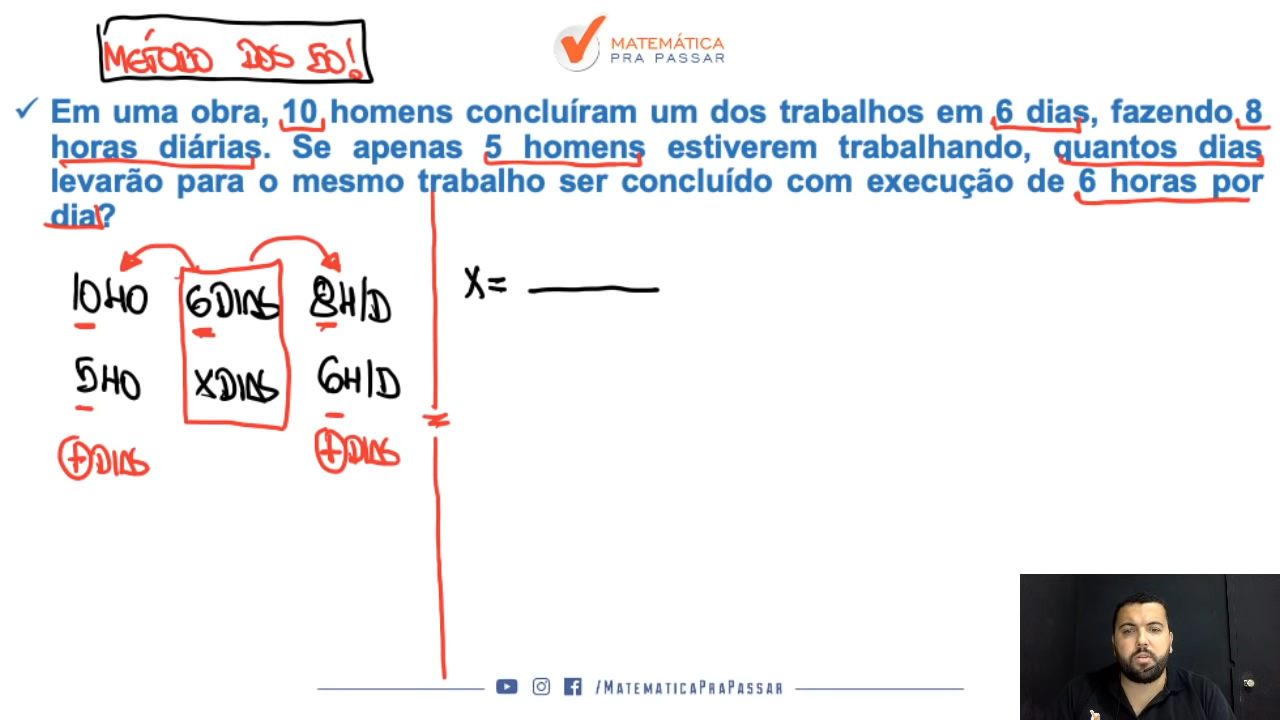 MÉTODO DOS 50!
MATEMÁTICA
PRA PASSAR
✓ Em uma obra, 10 homens concluíram um dos trabalhos em 6 dias, fazendo 8
horas diárias. Se apenas 5 homens estiverem trabalhando, quantos dias
levarão para o mesmo trabalho ser concluído com execução de 6 horas por
dia?
10HO 6DIAS 8H/D
5HO XDIAS 6H/D
+DIAS +DIAS
X=
/MATEMATICAPRAPASSAR